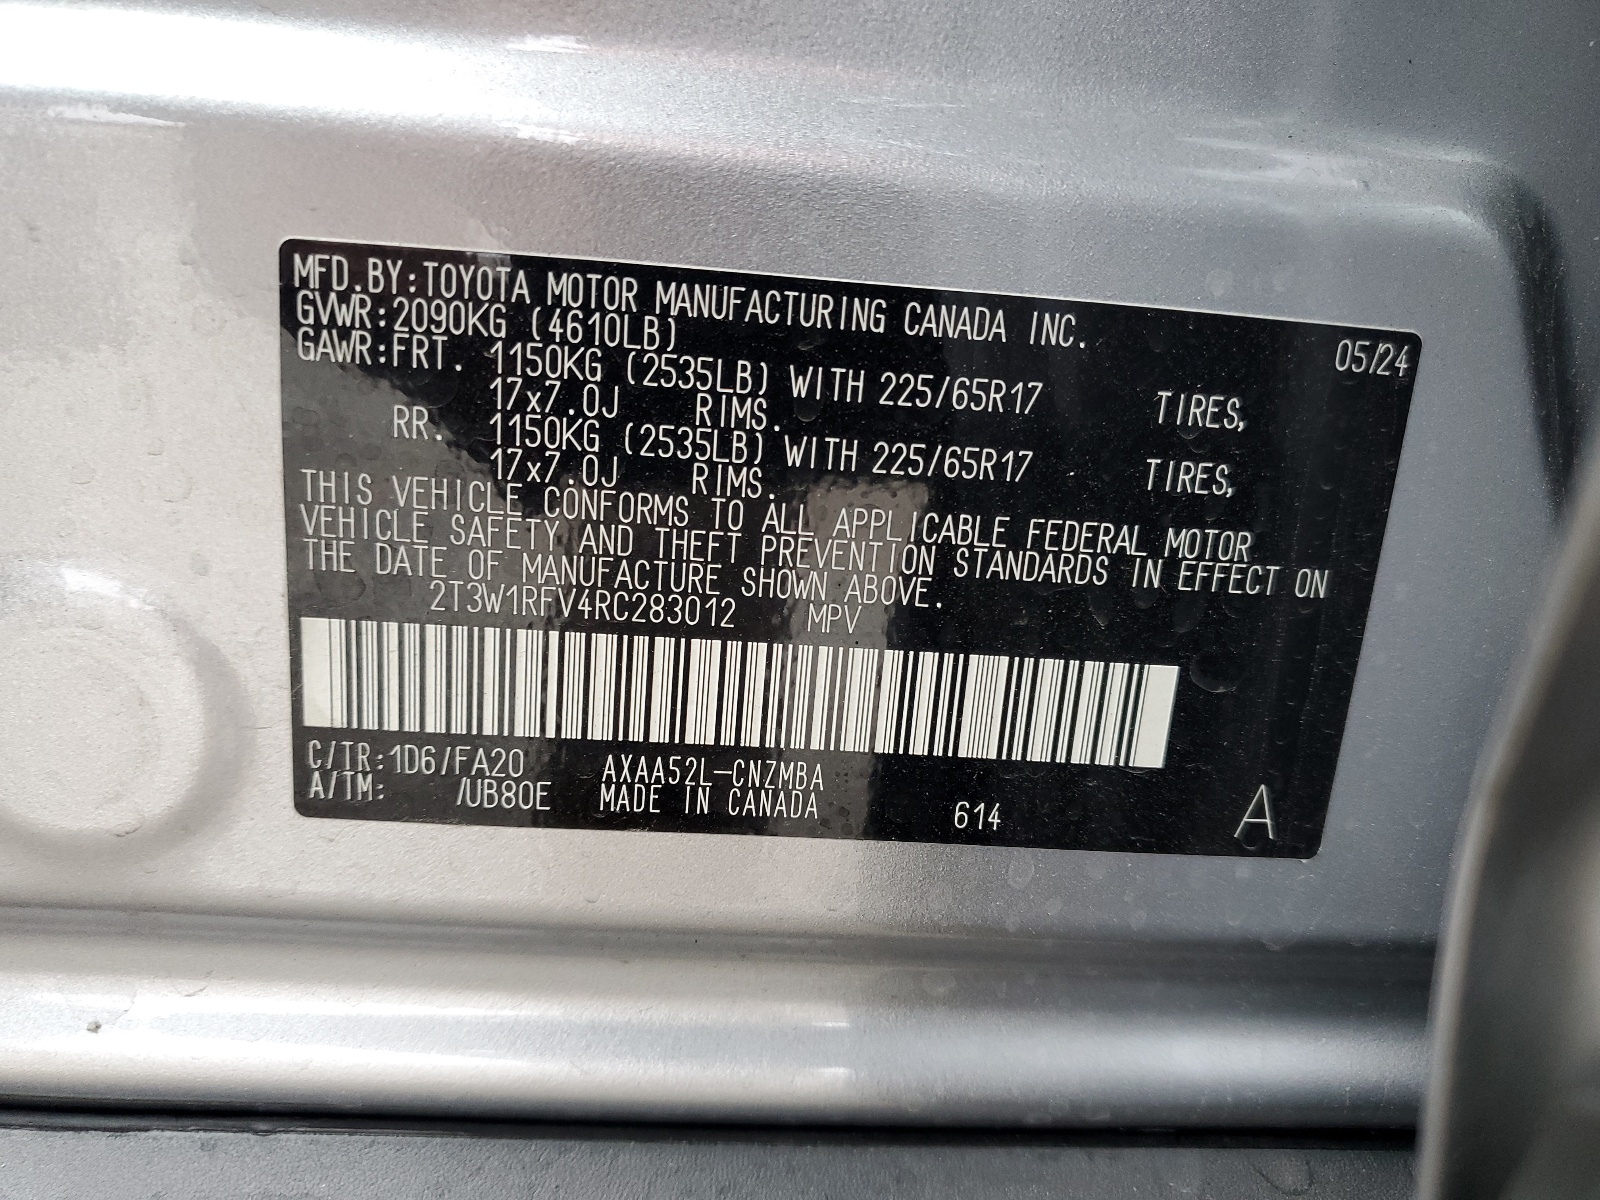 MFD.BY:TOYOTA MOTOR MANUFACTURING CANADA INC. 05/24
GVWR:2090KG (4610LB)
GAWR:FRT. 1150KG (2535LB) WITH 225/65R17 TIRES,
17x7.0J RIMS.
RR. 1150KG (2535LB) WITH 225/65R17 TIRES,
17x7.0J RIMS.
THIS VEHICLE CONFORMS TO ALL APPLICABLE FEDERAL MOTOR
VEHICLE SAFETY AND THEFT PREVENTION STANDARDS IN EFFECT ON
THE DATE OF MANUFACTURE SHOWN ABOVE.
2T3W1RFV4RC283012 MPV
C/TR:1D6/FA20 AXAA52L-CNZMBA
A/TM: /UB80E MADE IN CANADA 614 A